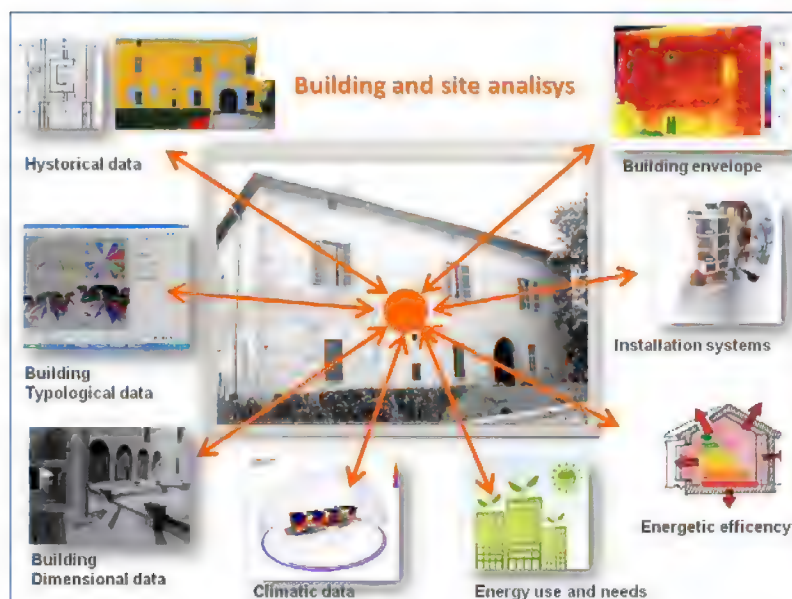 Building and site analisys
Hystorical data
Building envelope
Building
Typological data
Installation systems
Building
Dimensional data
Climatic data
Energy use and needs
Energetic efficency